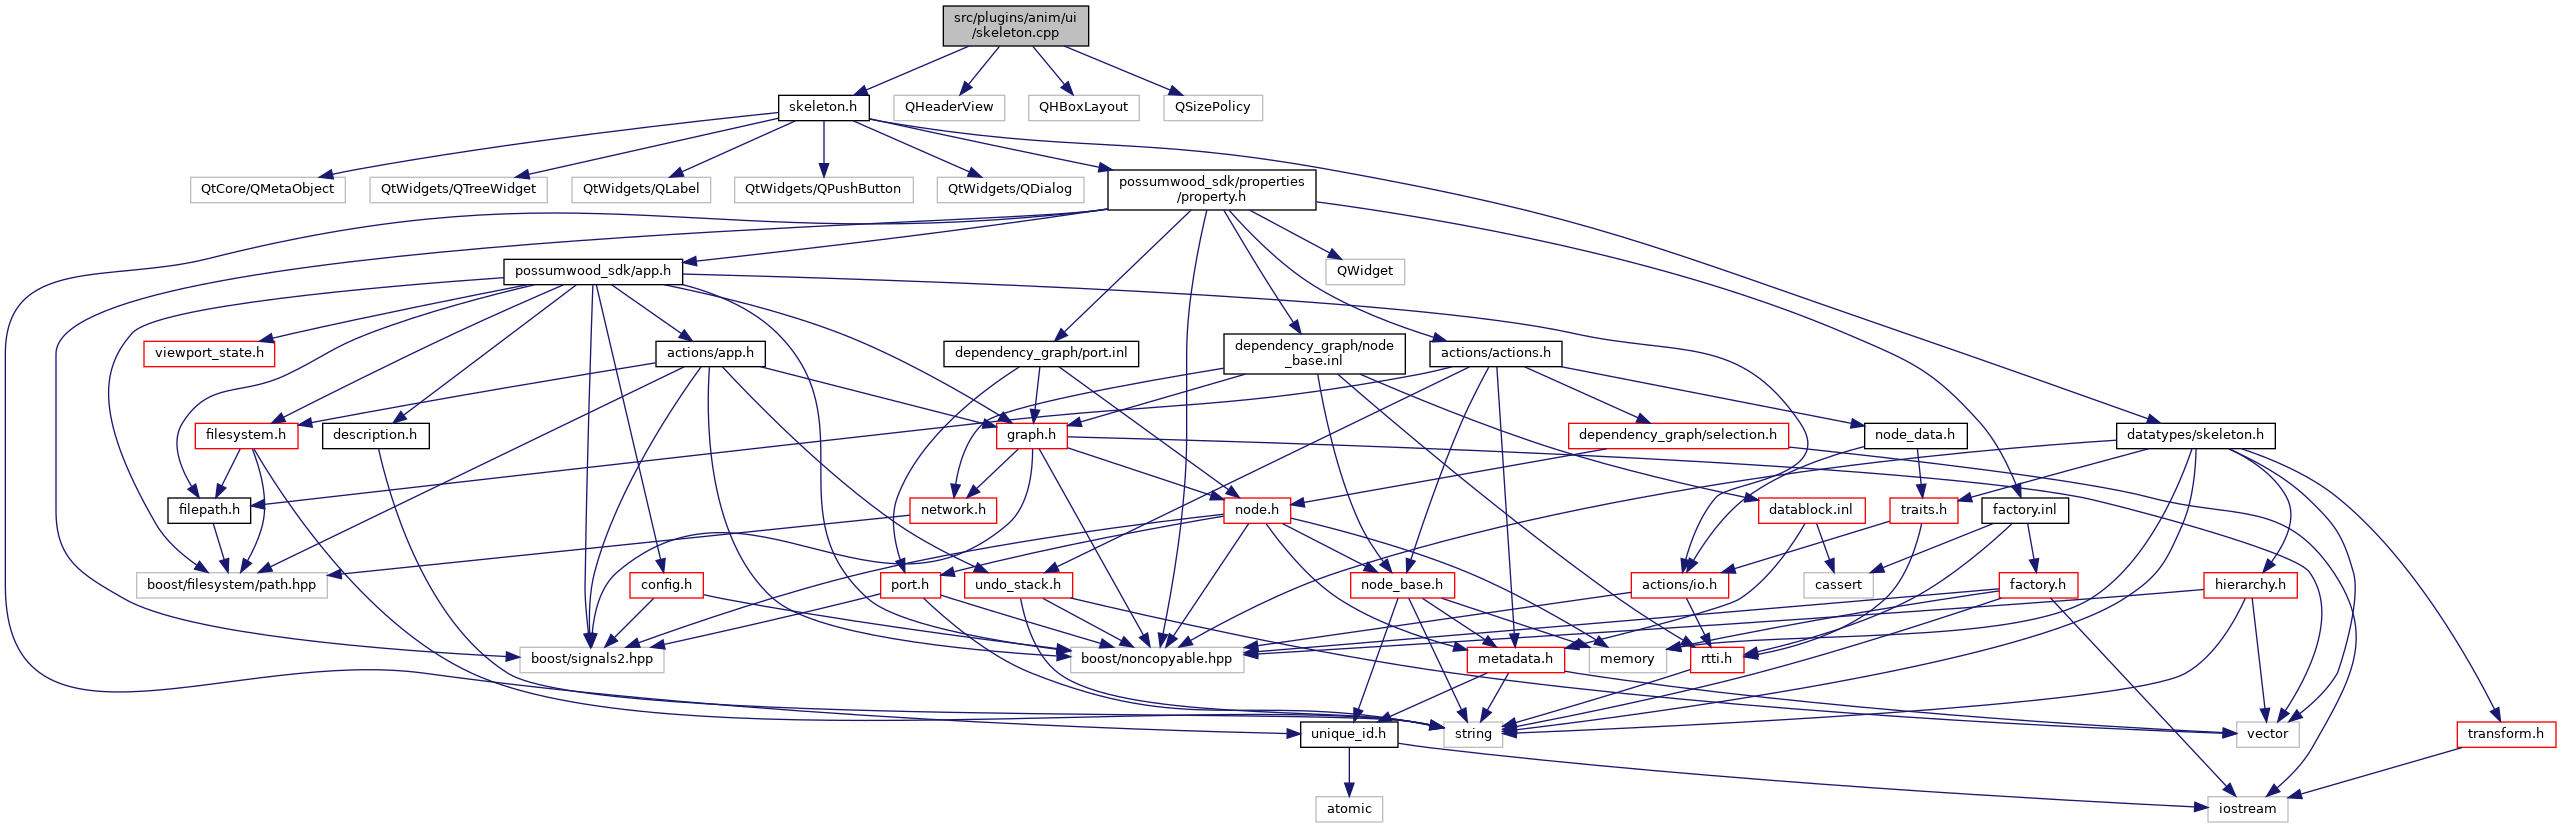 src/plugins/anim/ui
/skeleton.cpp
skeleton.h
QHeaderView
QHBoxLayout
QSizePolicy
QtCore/QMetaObject
QtWidgets/QTreeWidget
QtWidgets/QLabel
QtWidgets/QPushButton
QtWidgets/QDialog
possumwood_sdk/properties
/property.h
possumwood_sdk/app.h
QWidget
viewport_state.h
actions/app.h
dependency_graph/port.inl
dependency_graph/node
_base.inl
actions/actions.h
filesystem.h
description.h
graph.h
dependency_graph/selection.h
node_data.h
datatypes/skeleton.h
filepath.h
network.h
node.h
datablock.inl
traits.h
factory.inl
boost/filesystem/path.hpp
config.h
port.h
undo_stack.h
node_base.h
actions/io.h
cassert
factory.h
hierarchy.h
boost/signals2.hpp
boost/noncopyable.hpp
metadata.h
memory
rtti.h
unique_id.h
string
vector
transform.h
atomic
iostream